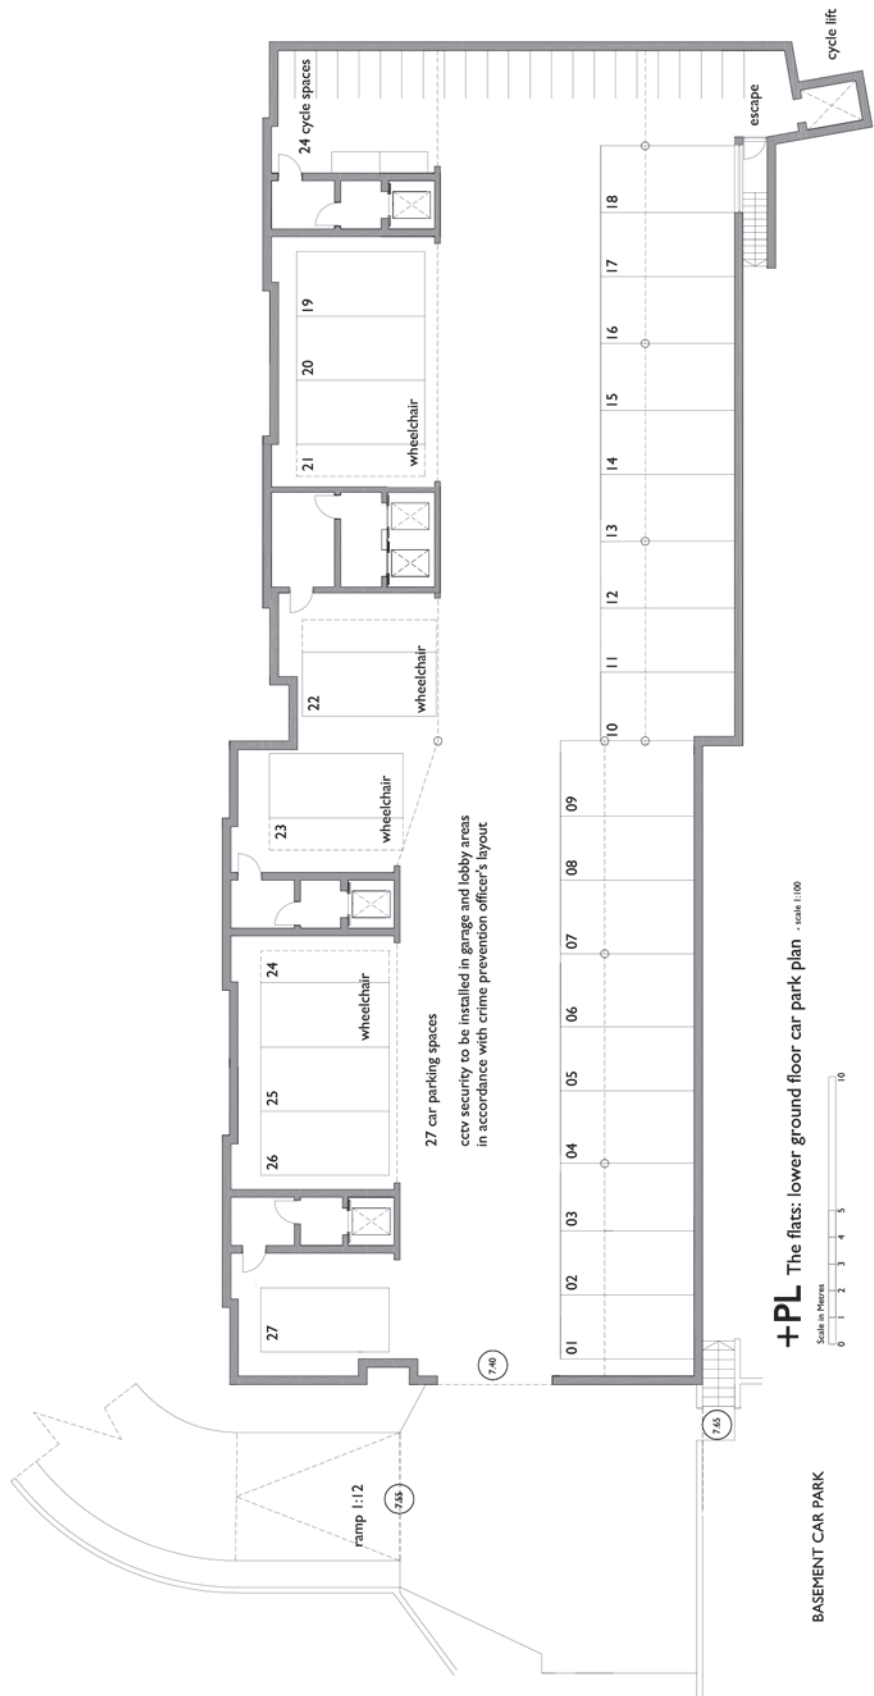 cycle lift
24 cycle spaces
escape
19
20
21
wheelchair
22
wheelchair
23
wheelchair
24
wheelchair
25
26
27
18
17
16
15
14
13
12
11
10
09
08
07
06
05
04
03
02
01
27 car parking spaces
cctv security to be installed in garage and lobby areas
in accordance with crime prevention officer's layout
7.40
ramp 1:12
7.55
7.65
+PL The flats: lower ground floor car park plan - scale 1:100
Scale in Metres
0 1 2 3 4 5 10
BASEMENT CAR PARK